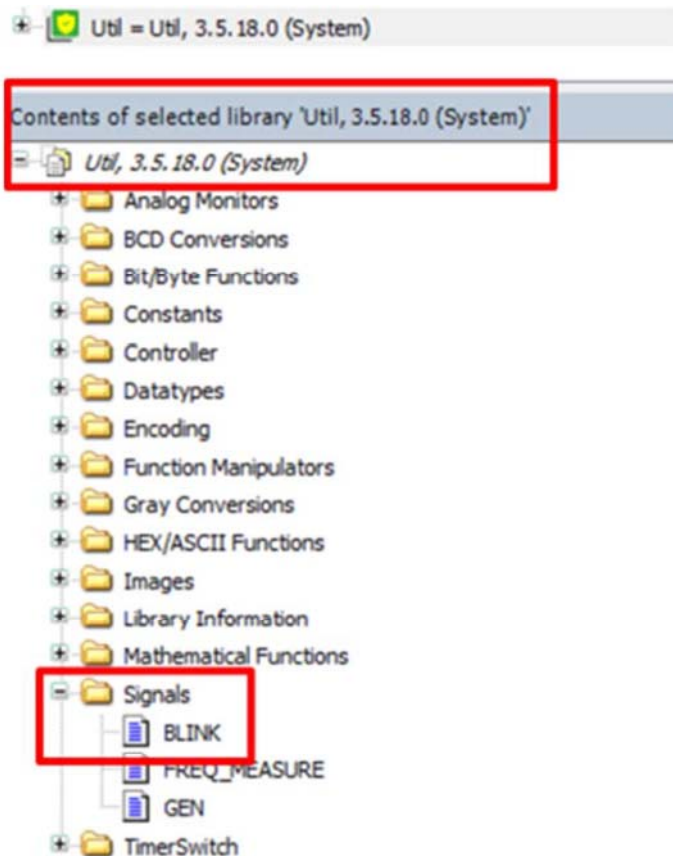 Util = Util, 3.5.18.0 (System)
Contents of selected library 'Util, 3.5.18.0 (System)'
Util, 3.5.18.0 (System)
Analog Monitors
BCD Conversions
Bit/Byte Functions
Constants
Controller
Datatypes
Encoding
Function Manipulators
Gray Conversions
HEX/ASCII Functions
Images
Library Information
Mathematical Functions
Signals
BLINK
FREQ_MEASURE
GEN
TimerSwitch